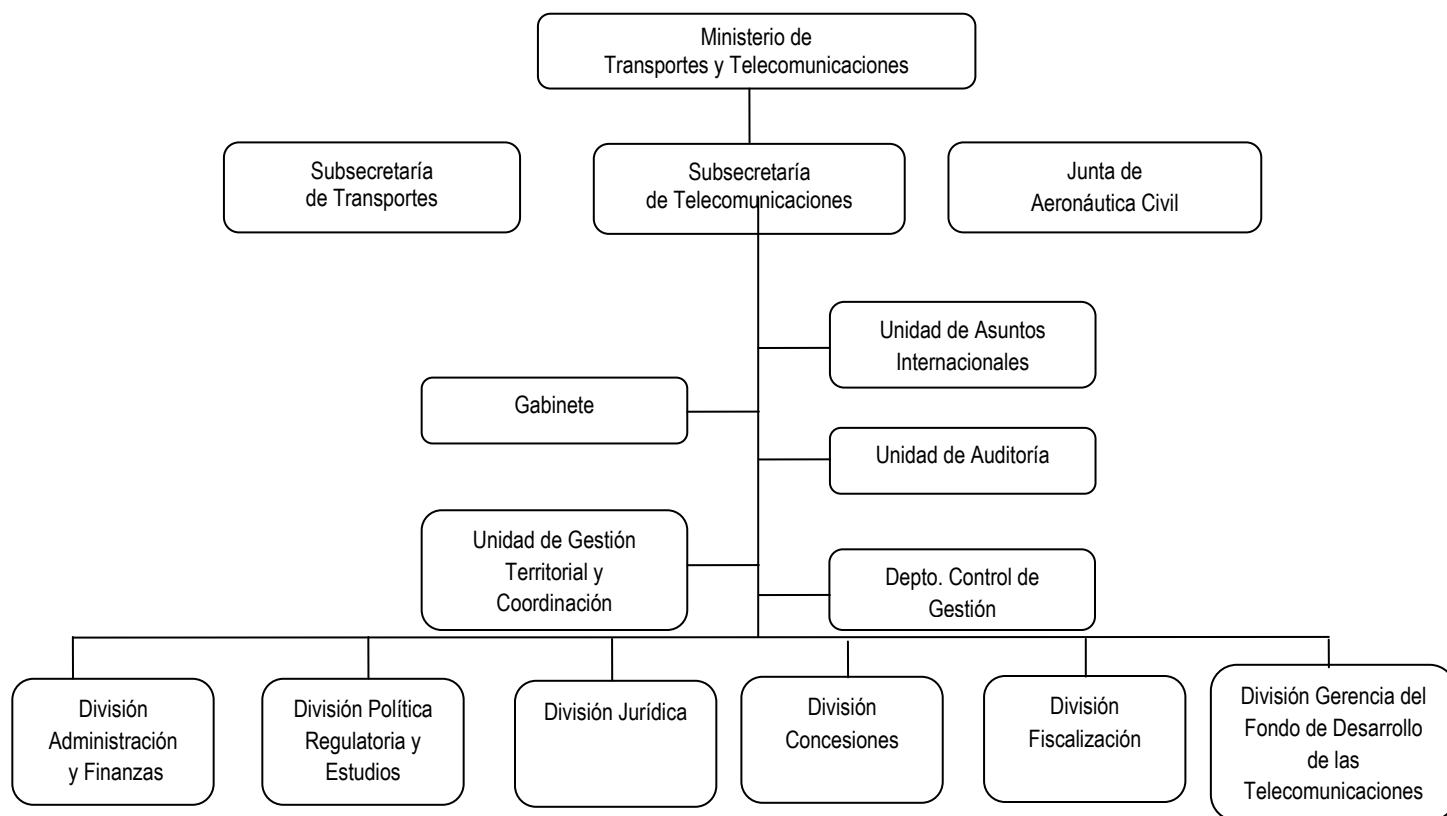 Ministerio de
Transportes y Telecomunicaciones
Subsecretaría
de Transportes
Subsecretaría
de Telecomunicaciones
Junta de
Aeronáutica Civil
Unidad de Asuntos
Internacionales
Gabinete
Unidad de Auditoría
Unidad de Gestión
Territorial y
Coordinación
Depto. Control de
Gestión
División
Administración
y Finanzas
División Política
Regulatoria y
Estudios
División Jurídica
División
Concesiones
División
Fiscalización
División Gerencia del
Fondo de Desarrollo
de las
Telecomunicaciones